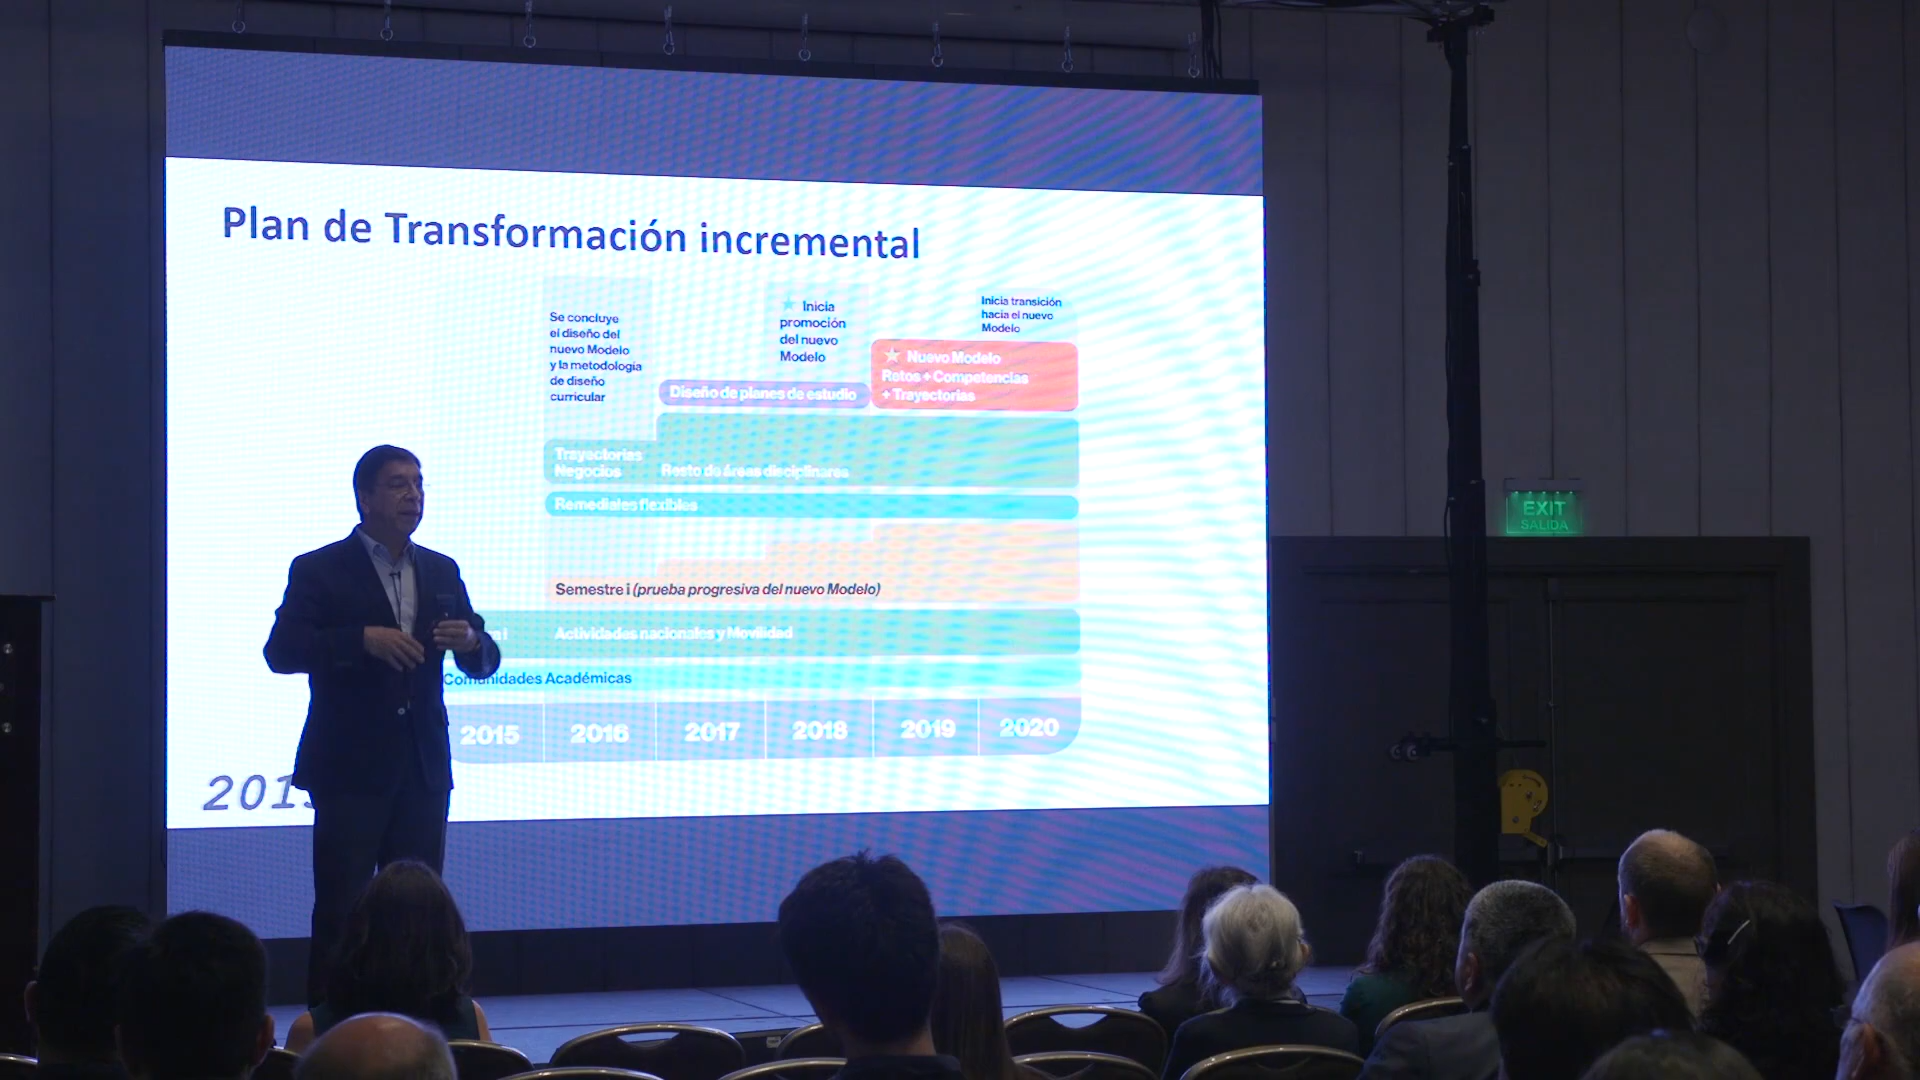 Plan de Transformación incremental
Se concluye
el diseño del
nuevo Modelo
y la metodología
de diseño
curricular
Inicia
promoción
del nuevo
Modelo
Inicia transición
hacia el nuevo
Modelo
Diseño de planes de estudio
Nuevo Modelo
Retos + Competencias
+ Trayectorias
Trayectorias
Negocios
Resto de áreas disciplinares
Remediales flexibles
Semestre i (prueba progresiva del nuevo Modelo)
Actividades nacionales y Movilidad
Comunidades Académicas
2015 2016 2017 2018 2019 2020
EXIT
SALIDA